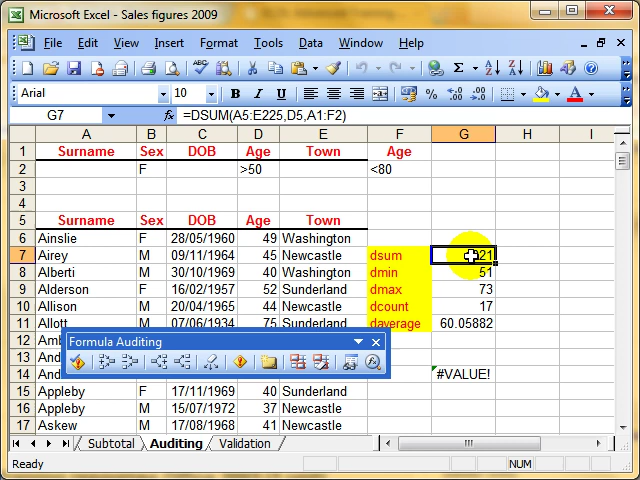 Microsoft Excel - Sales figures 2009
File Edit View Insert Format Tools Data Window Help
100%
Arial 10 B I U
G7 =DSUM(A5:E225,D5,A1:F2)
A B C D E F G H I
1 Surname Sex DOB Age Town Age
2 F >50 <80
3
4
5 Surname Sex DOB Age Town
6 Ainslie F 28/05/1960 49 Washington
7 Airey M 09/11/1964 45 Newcastle dsum 21
8 Alberti M 30/10/1969 40 Washington dmin 51
9 Alderson F 16/02/1957 52 Sunderland dmax 73
10 Allison M 20/04/1965 44 Newcastle dcount 17
11 Allott M 07/06/1934 75 Sunderland daverage 60.05882
12 Amb
Formula Auditing
13 And
14 And #VALUE!
15 Appleby F 17/11/1969 40 Sunderland
16 Appleby M 15/07/1972 37 Newcastle
17 Askew M 17/08/1968 41 Newcastle
Subtotal Auditing Validation
Ready NUM